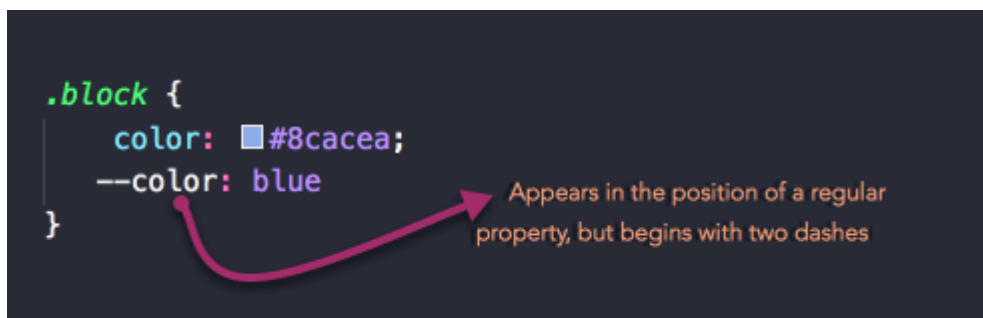 .block {
color: #8cacea;
--color: blue
}
Appears in the position of a regular
property, but begins with two dashes